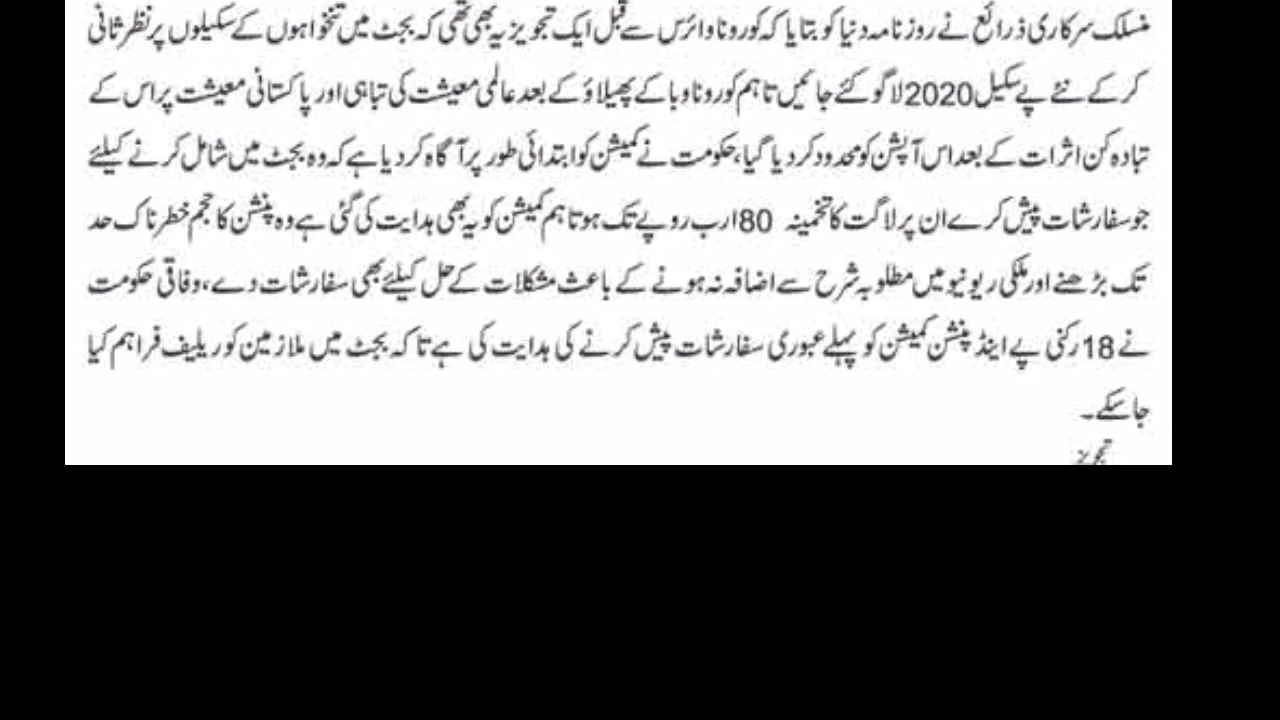 منسلک سرکاری ذرائع نے روزنامہ دنیا کو بتایا کہ کورونا وائرس سے قبل ایک تجویز یہ بھی تھی کہ بجٹ میں تنخواہوں کے سکیلوں پر نظر ثانی
کر کے نئے پے سکیل 2020 لاگو کئے جائیں تاہم کورونا وبا کے پھیلاؤ کے بعد عالمی معیشت کی تباہی اور پاکستانی معیشت پر اس کے
تباہ کن اثرات کے بعد اس آپشن کو محدود کر دیا گیا، حکومت نے کمیشن کو ابتدائی طور پر آگاہ کر دیا ہے کہ وہ بجٹ میں شامل کرنے کیلئے
جو سفارشات پیش کرے ان پر لاگت کا تخمینہ 80 ارب روپے تک ہو تاہم کمیشن کو یہ بھی ہدایت کی گئی ہے وہ پنشن کا حجم خطرناک حد
تک بڑھنے اور ملکی ریونیو میں مطلوبہ شرح سے اضافہ نہ ہونے کے باعث مشکلات کے حل کیلئے بھی سفارشات دے، وفاقی حکومت
نے 18 رکنی پے اینڈ پنشن کمیشن کو پہلے عبوری سفارشات پیش کرنے کی ہدایت کی ہے تا کہ بجٹ میں ملازمین کو ریلیف فراہم کیا
جا سکے۔
تجویز